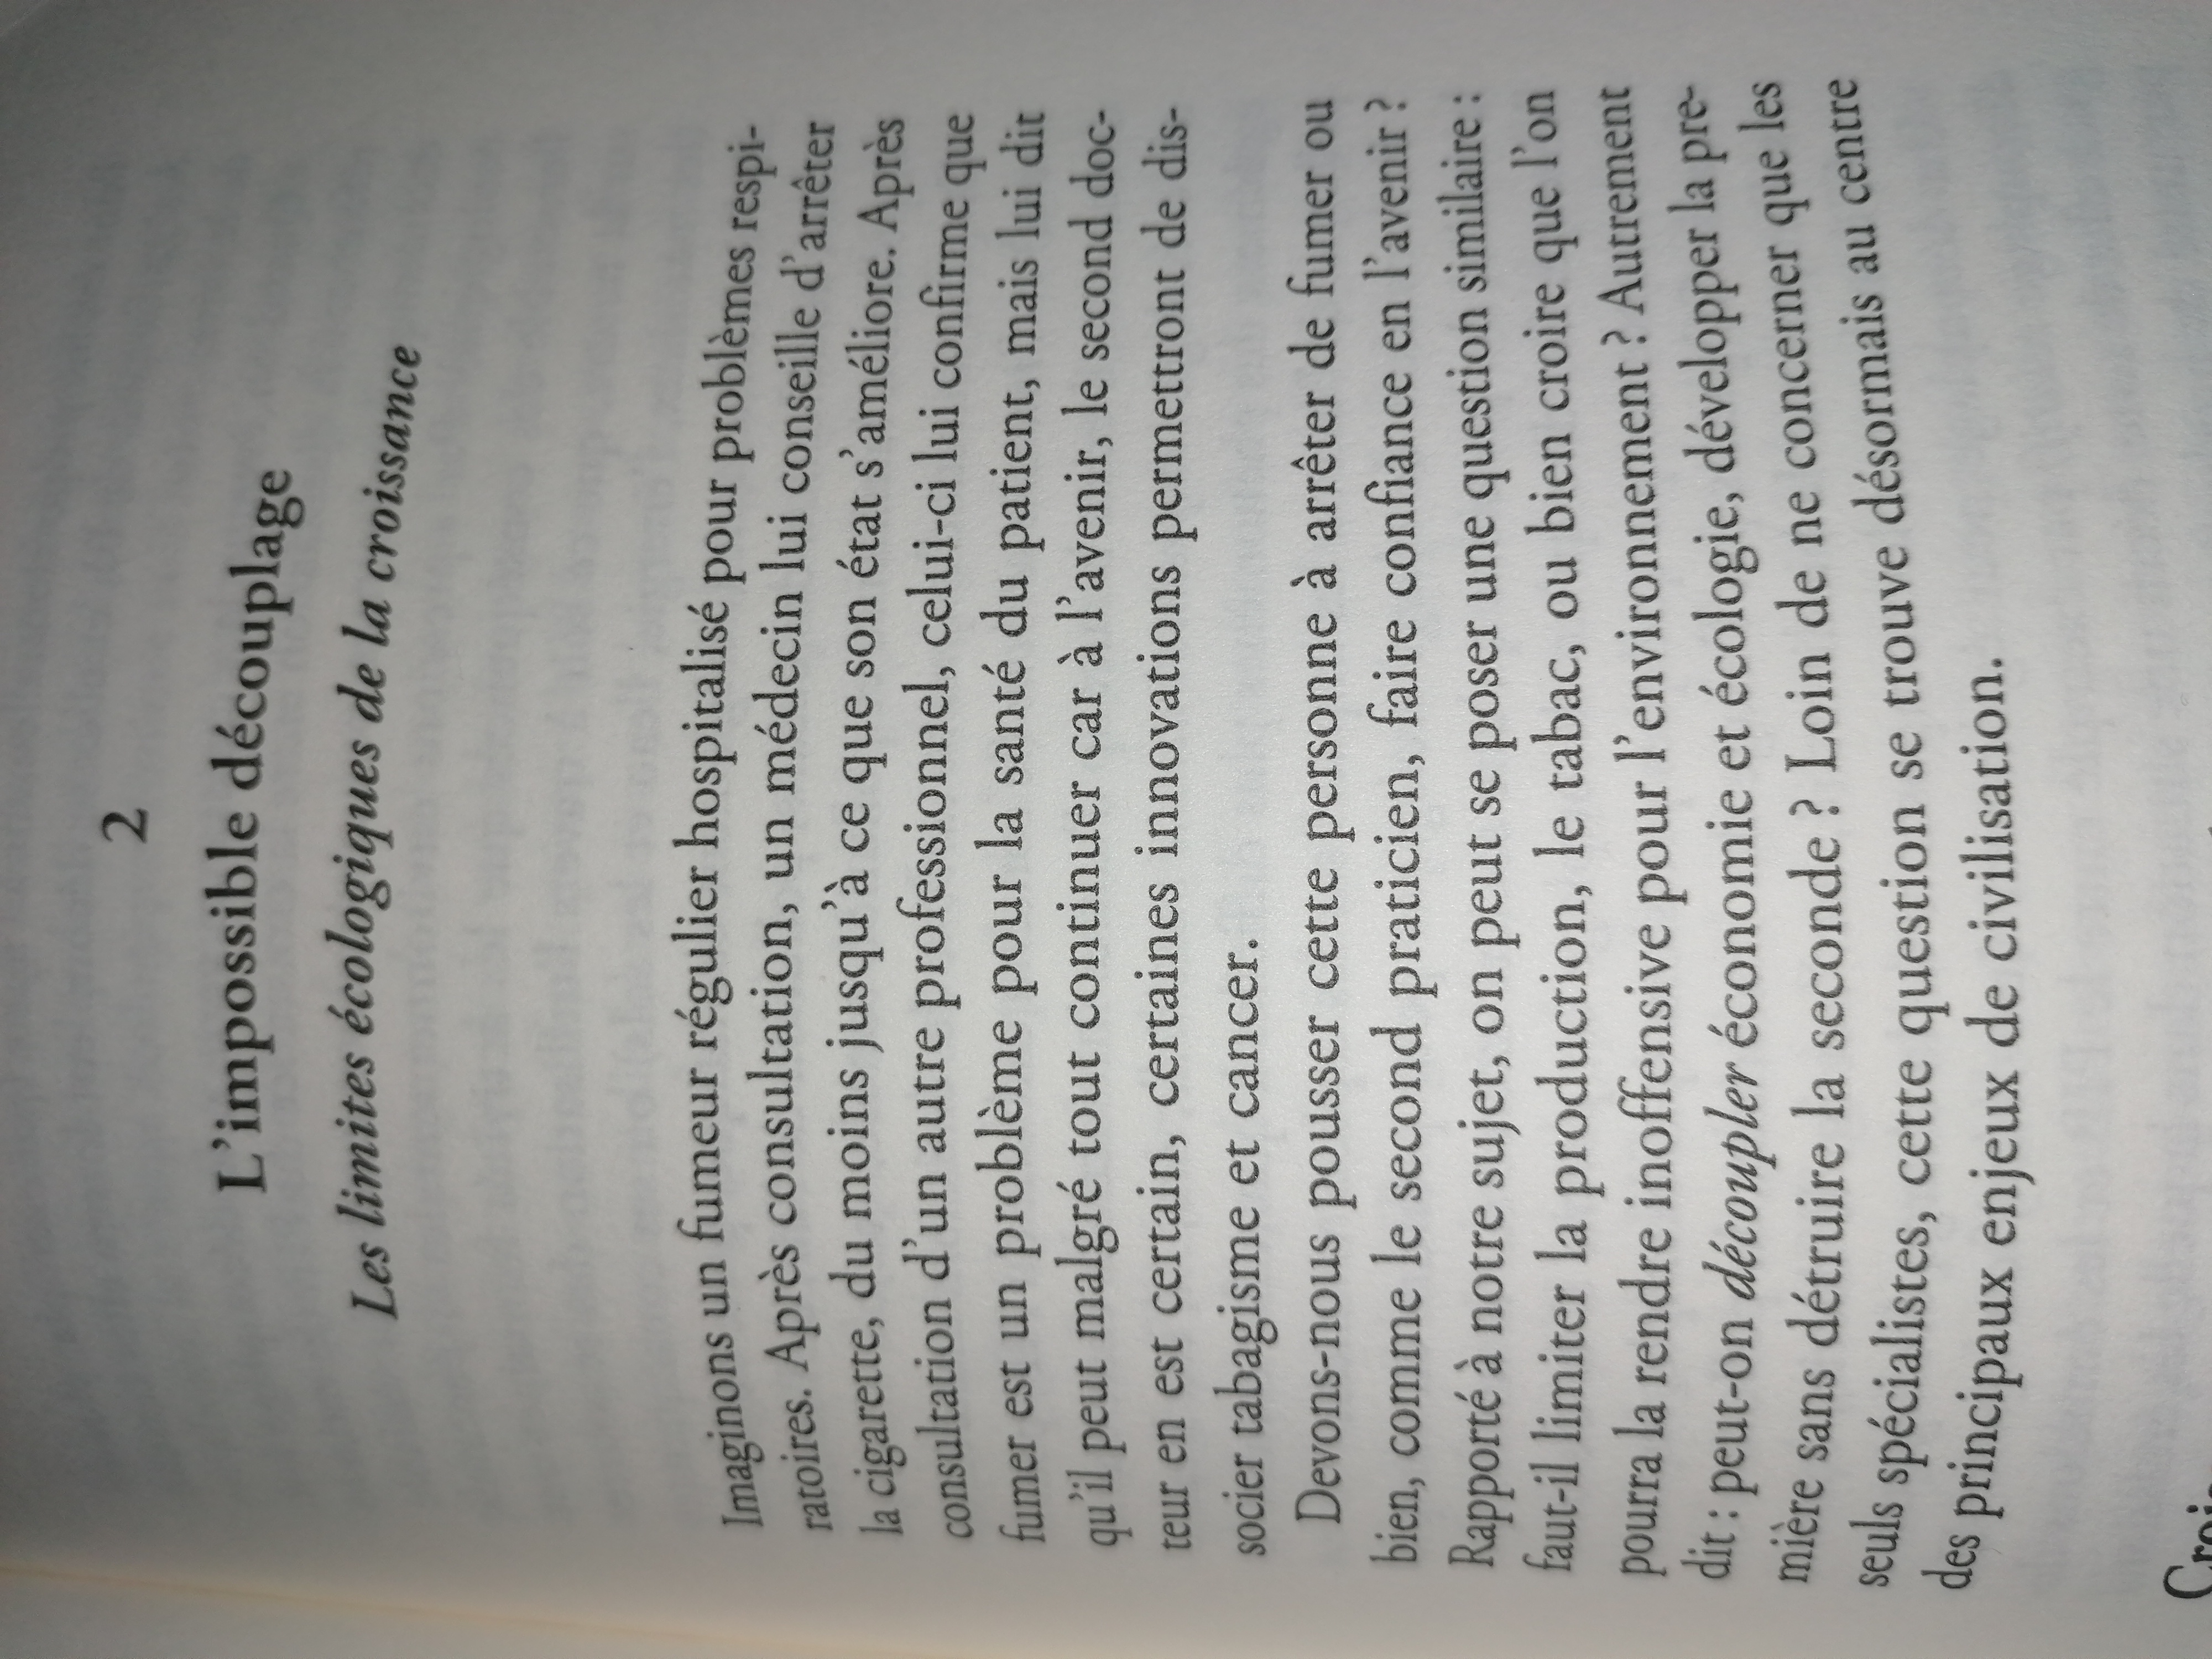 2
L'impossible découplage
Les limites écologiques de la croissance
Imaginons un fumeur régulier hospitalisé pour problèmes respi-
ratoires. Après consultation, un médecin lui conseille d'arrêter
la cigarette, du moins jusqu'à ce que son état s'améliore. Après
consultation d'un autre professionnel, celui-ci lui confirme que
fumer est un problème pour la santé du patient, mais lui dit
qu'il peut malgré tout continuer car à l'avenir, le second doc-
teur en est certain, certaines innovations permettront de dis-
socier tabagisme et cancer.
Devons-nous pousser cette personne à arrêter de fumer ou
bien, comme le second praticien, faire confiance en l'avenir ?
Rapporté à notre sujet, on peut se poser une question similaire :
faut-il limiter la production, le tabac, ou bien croire que l'on
pourra la rendre inoffensive pour l'environnement ? Autrement
dit : peut-on découpler économie et écologie, développer la pre-
mière sans détruire la seconde ? Loin de ne concerner que les
seuls spécialistes, cette question se trouve désormais au centre
des principaux enjeux de civilisation.